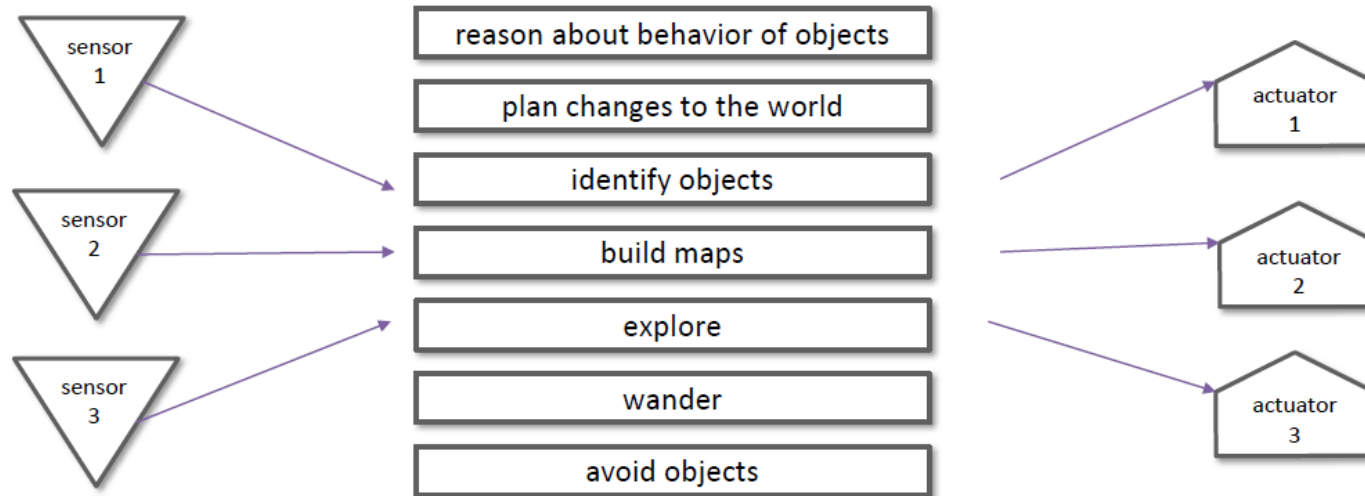 sensor
1
sensor
2
sensor
3
reason about behavior of objects
plan changes to the world
identify objects
build maps
explore
wander
avoid objects
actuator
1
actuator
2
actuator
3